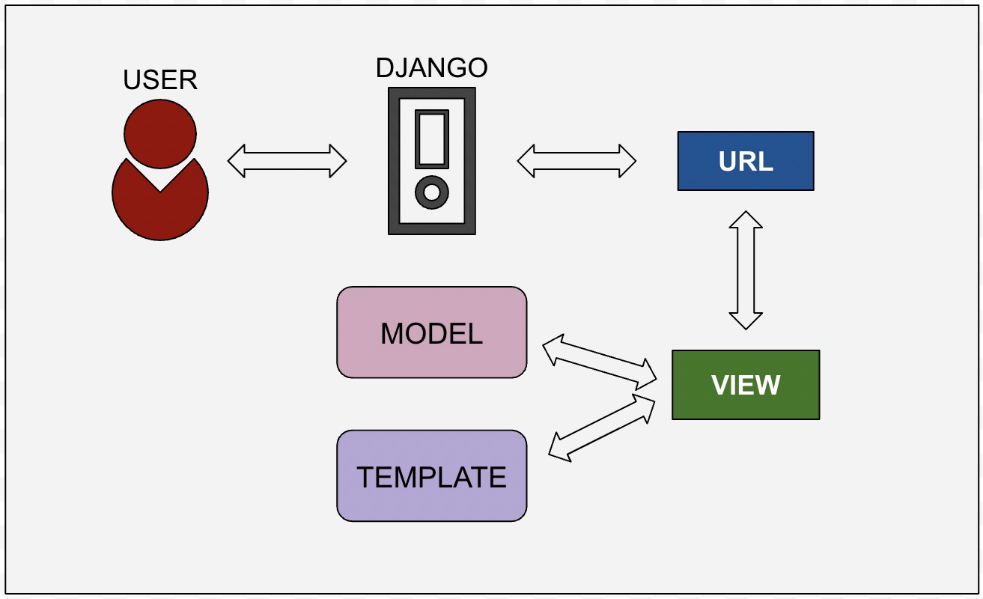 USER
DJANGO
URL
MODEL
VIEW
TEMPLATE